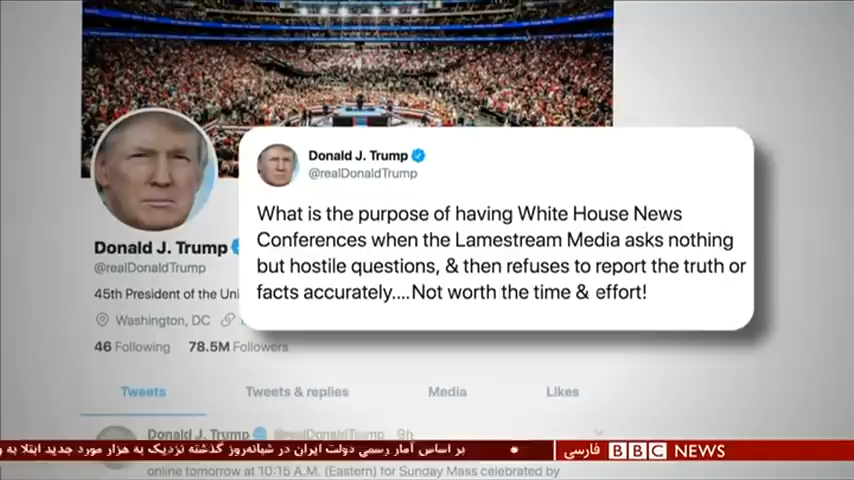 Donald J. Trump
@realDonaldTrump
What is the purpose of having White House News
Conferences when the Lamestream Media asks nothing
but hostile questions, & then refuses to report the truth or
facts accurately....Not worth the time & effort!
Donald J. Trump
@realDonaldTrump
45th President of the Uni
Washington, DC
46 Following 78.5M Followers
Tweets Tweets & replies Media Likes
Donald J. Trump @realDonaldTrump 9h
بر اساس آمار رسمی دولت ایران در شبانه‌روز گذشته نزدیک به هزار مورد جدید ابتلا به
فارسی BBC NEWS
online tomorrow at 10:15 A.M. (Eastern) for Sunday Mass celebrated by